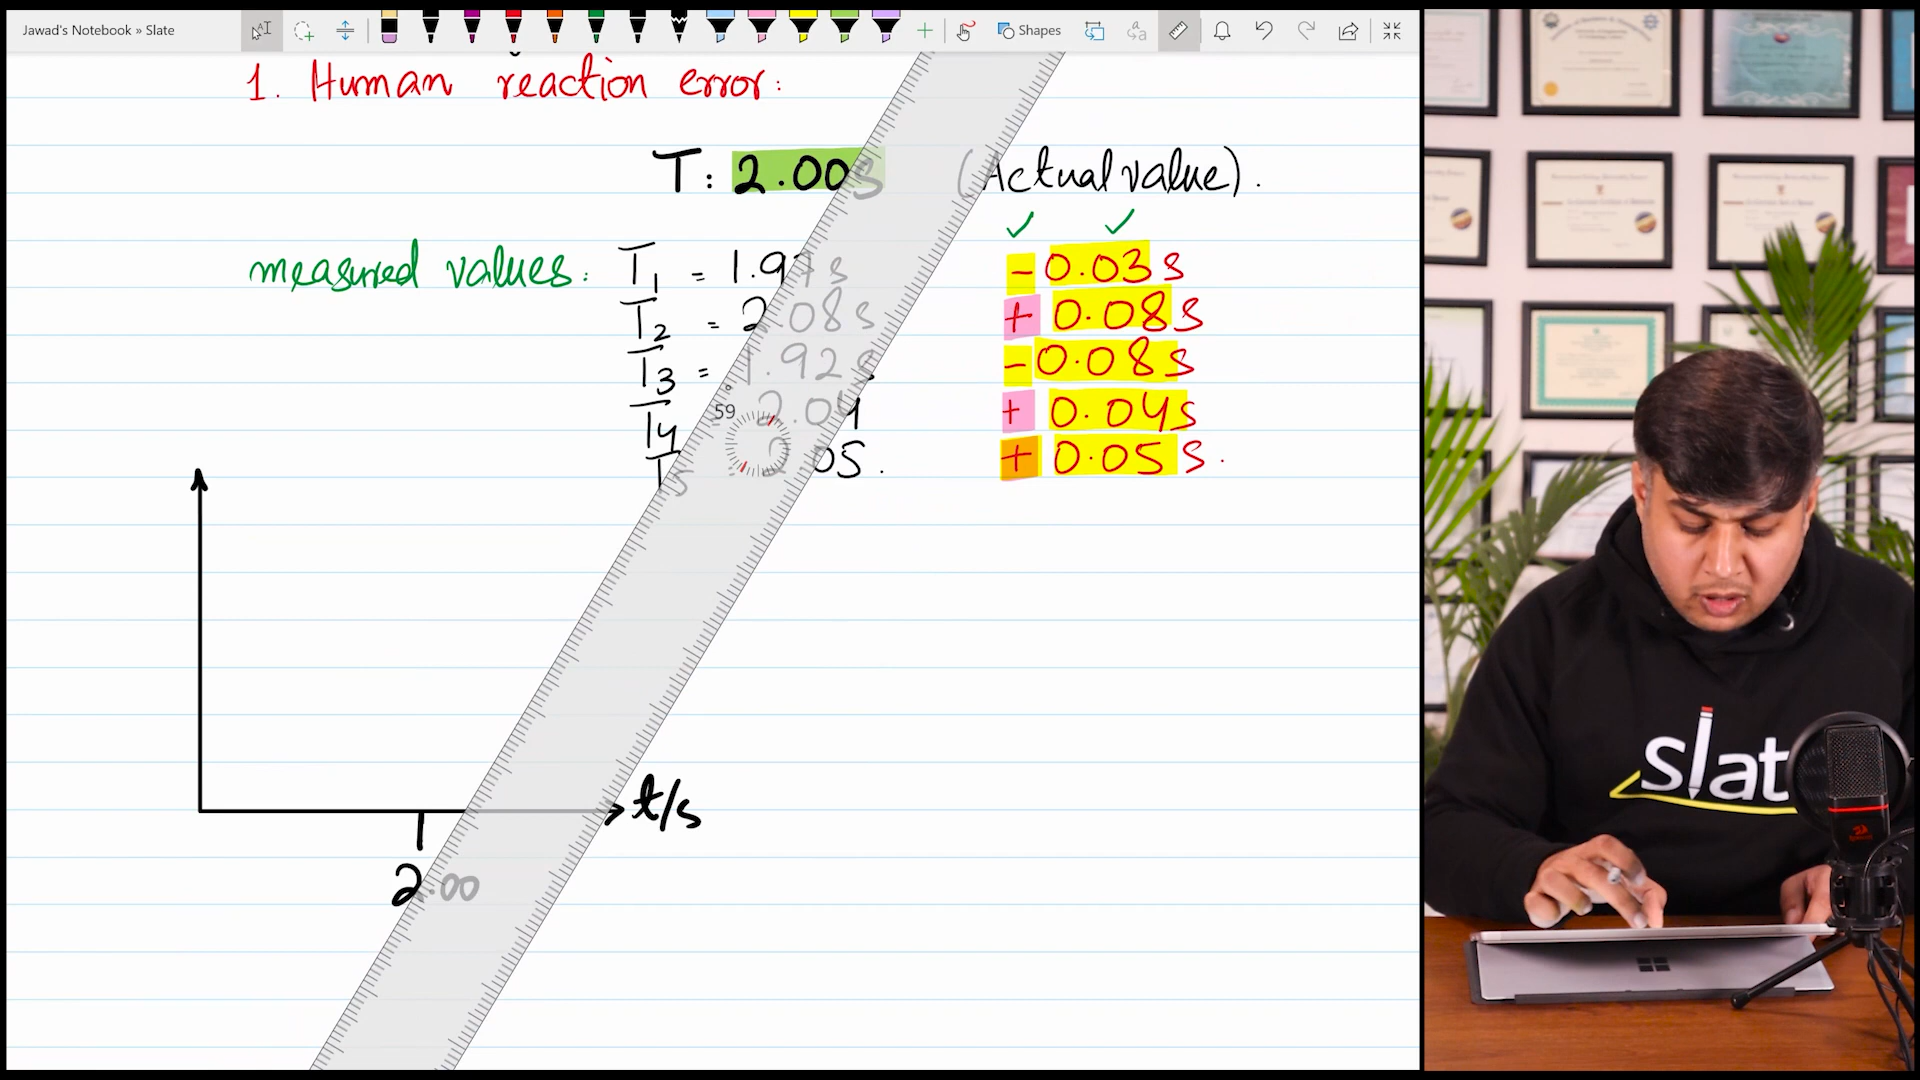 Jawad's Notebook » Slate
Shapes
1. Human reaction error:
T: 2.00s (Actual value).
measured values: T1 = 1.97s - 0.03s
T2 = 2.08s + 0.08s
T3 = 1.92s - 0.08s
T4 = 2.04 + 0.04s
T5 = 2.05. + 0.05s.
59
t/s
2.00
slat